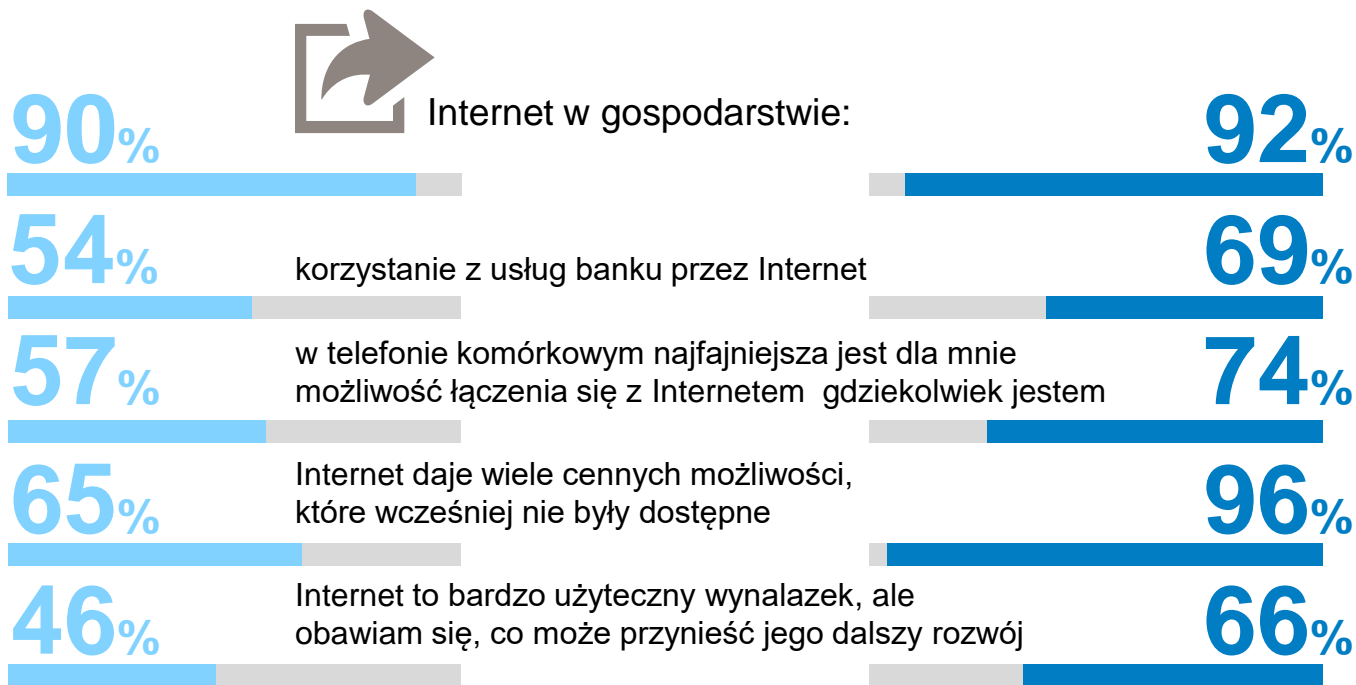 Internet w gospodarstwie:
90% 92%
korzystanie z usług banku przez Internet
54% 69%
w telefonie komórkowym najfajniejsza jest dla mnie
możliwość łączenia się z Internetem gdziekolwiek jestem
57% 74%
Internet daje wiele cennych możliwości,
które wcześniej nie były dostępne
65% 96%
Internet to bardzo użyteczny wynalazek, ale
obawiam się, co może przynieść jego dalszy rozwój
46% 66%